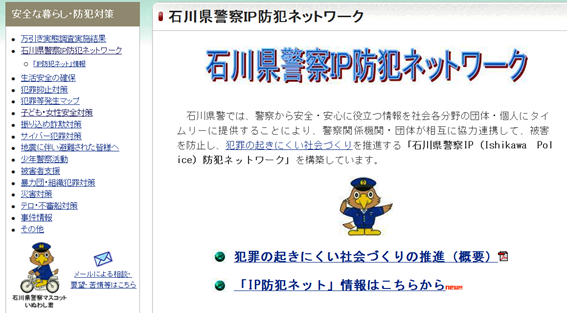 安全な暮らし・防犯対策
万引き実態調査実施結果
石川県警察IP防犯ネットワーク
「IP防犯ネット」情報
生活安全の確保
犯罪抑止対策
犯罪等発生マップ
子ども・女性安全対策
振り込め詐欺対策
サイバー犯罪対策
地震に伴い避難された皆様へ
少年警察活動
被害者支援
暴力団・組織犯罪対策
災害対策
テロ・不審船対策
事件情報
その他
メールによる相談・
要望・苦情等はこちら
石川県警察マスコット
いぬわし君
石川県警察IP防犯ネットワーク
石川県警察IP防犯ネットワーク
石川県警では、警察から安全・安心に役立つ情報を社会各分野の団体・個人にタイ
ムリーに提供することにより、警察関係機関・団体が相互に協力連携して、被害
を防止し、犯罪の起きにくい社会づくりを推進する「石川県警察IP（Ishikawa Pol
ice）防犯ネットワーク」を構築しています。
犯罪の起きにくい社会づくりの推進（概要）
「IP防犯ネット」情報はこちらから new!!